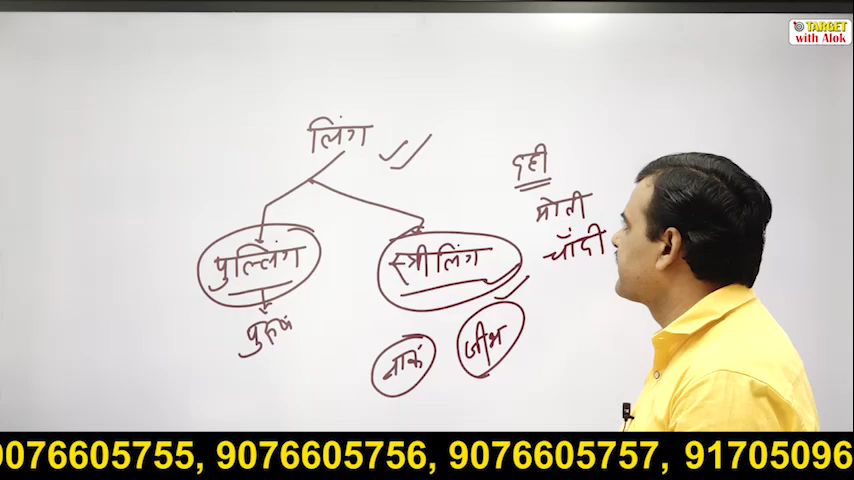 TARGET
with Alok
लिंग
दही
मोती
चाँदी
पुल्लिंग
स्त्रीलिंग
पुरुष
नाक
जीभ
9076605755, 9076605756, 9076605757, 91705096